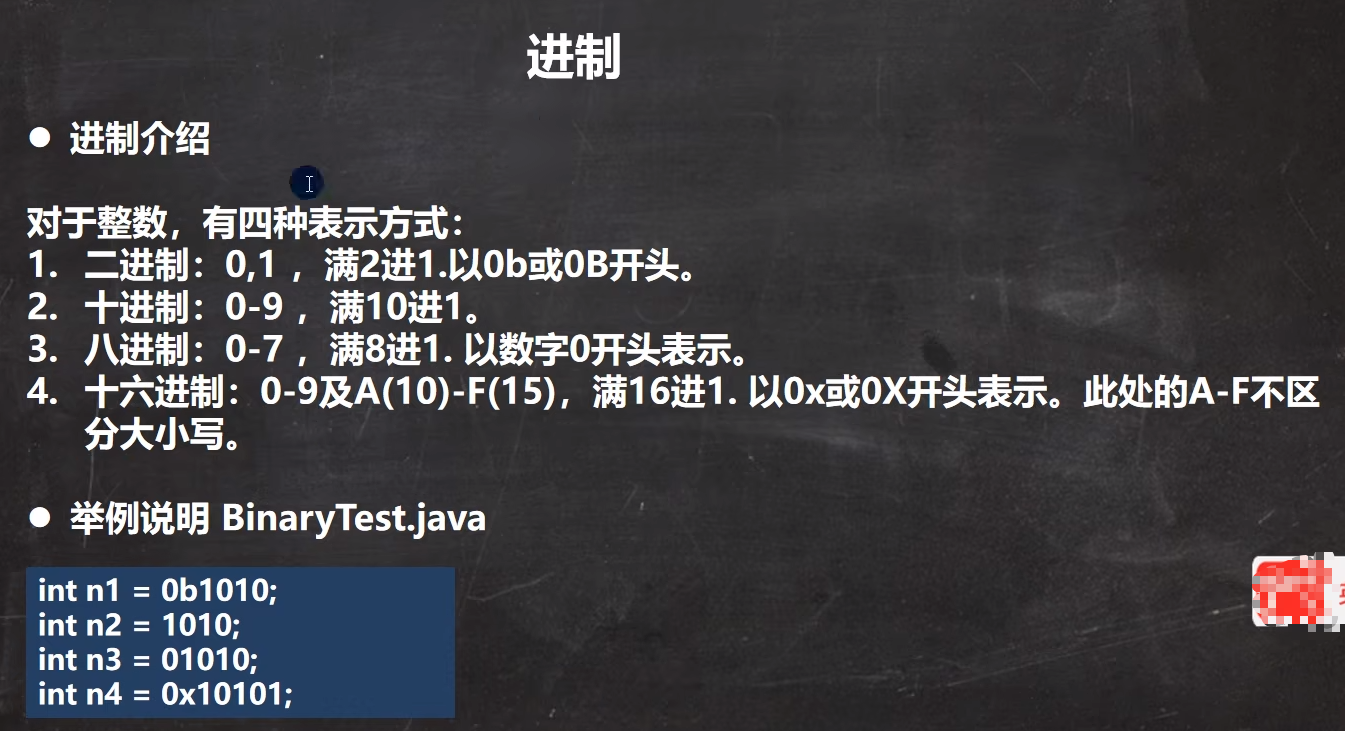 进制
● 进制介绍
对于整数，有四种表示方式：
1. 二进制：0,1 ，满2进1.以0b或0B开头。
2. 十进制：0-9 ，满10进1。
3. 八进制：0-7 ，满8进1. 以数字0开头表示。
4. 十六进制：0-9及A(10)-F(15)，满16进1. 以0x或0X开头表示。此处的A-F不区
分大小写。
● 举例说明 BinaryTest.java
int n1 = 0b1010;
int n2 = 1010;
int n3 = 01010;
int n4 = 0x10101;